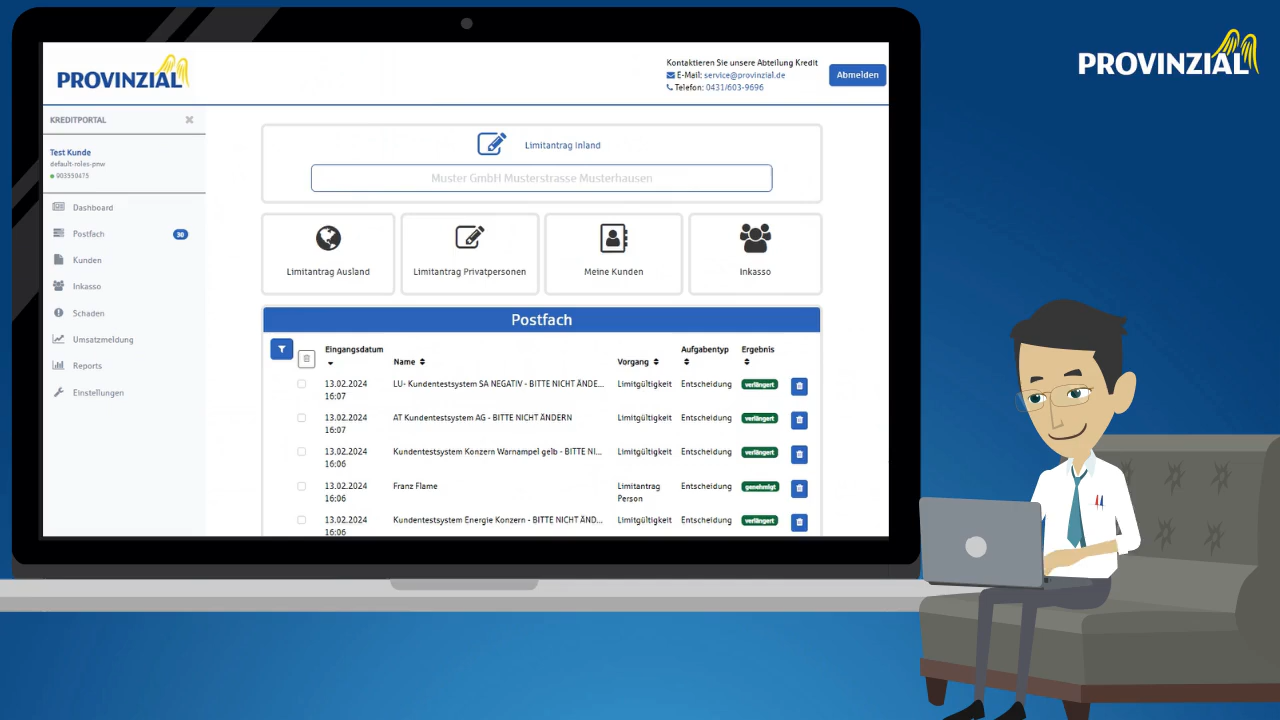 PROVINZIAL
Kontaktieren Sie unsere Abteilung Kredit
E-Mail: service@provinzial.de
Telefon: 0431/603-9696
Abmelden
PROVINZIAL
KREDITPORTAL
Test Kunde
default-roles-pnw
903550475
Dashboard
Postfach 30
Kunden
Inkasso
Schaden
Umsatzmeldung
Reports
Einstellungen
Limitantrag Inland
Muster GmbH Musterstrasse Musterhausen
Limitantrag Ausland
Limitantrag Privatpersonen
Meine Kunden
Inkasso
Postfach
Eingangsdatum Name Vorgang Aufgabentyp Ergebnis
13.02.2024 LU- Kundentestsystem SA NEGATIV - BITTE NICHT ÄNDE... Limitgültigkeit Entscheidung verlängert
16:07
13.02.2024 AT Kundentestsystem AG - BITTE NICHT ÄNDERN Limitgültigkeit Entscheidung verlängert
16:07
13.02.2024 Kundentestsystem Konzern Warnampel gelb - BITTE NI... Limitgültigkeit Entscheidung verlängert
16:06
13.02.2024 Franz Flame Limitantrag Entscheidung genehmigt
16:06 Person
13.02.2024 Kundentestsystem Energie Konzern - BITTE NICHT ÄND... Limitgültigkeit Entscheidung verlängert
16:06